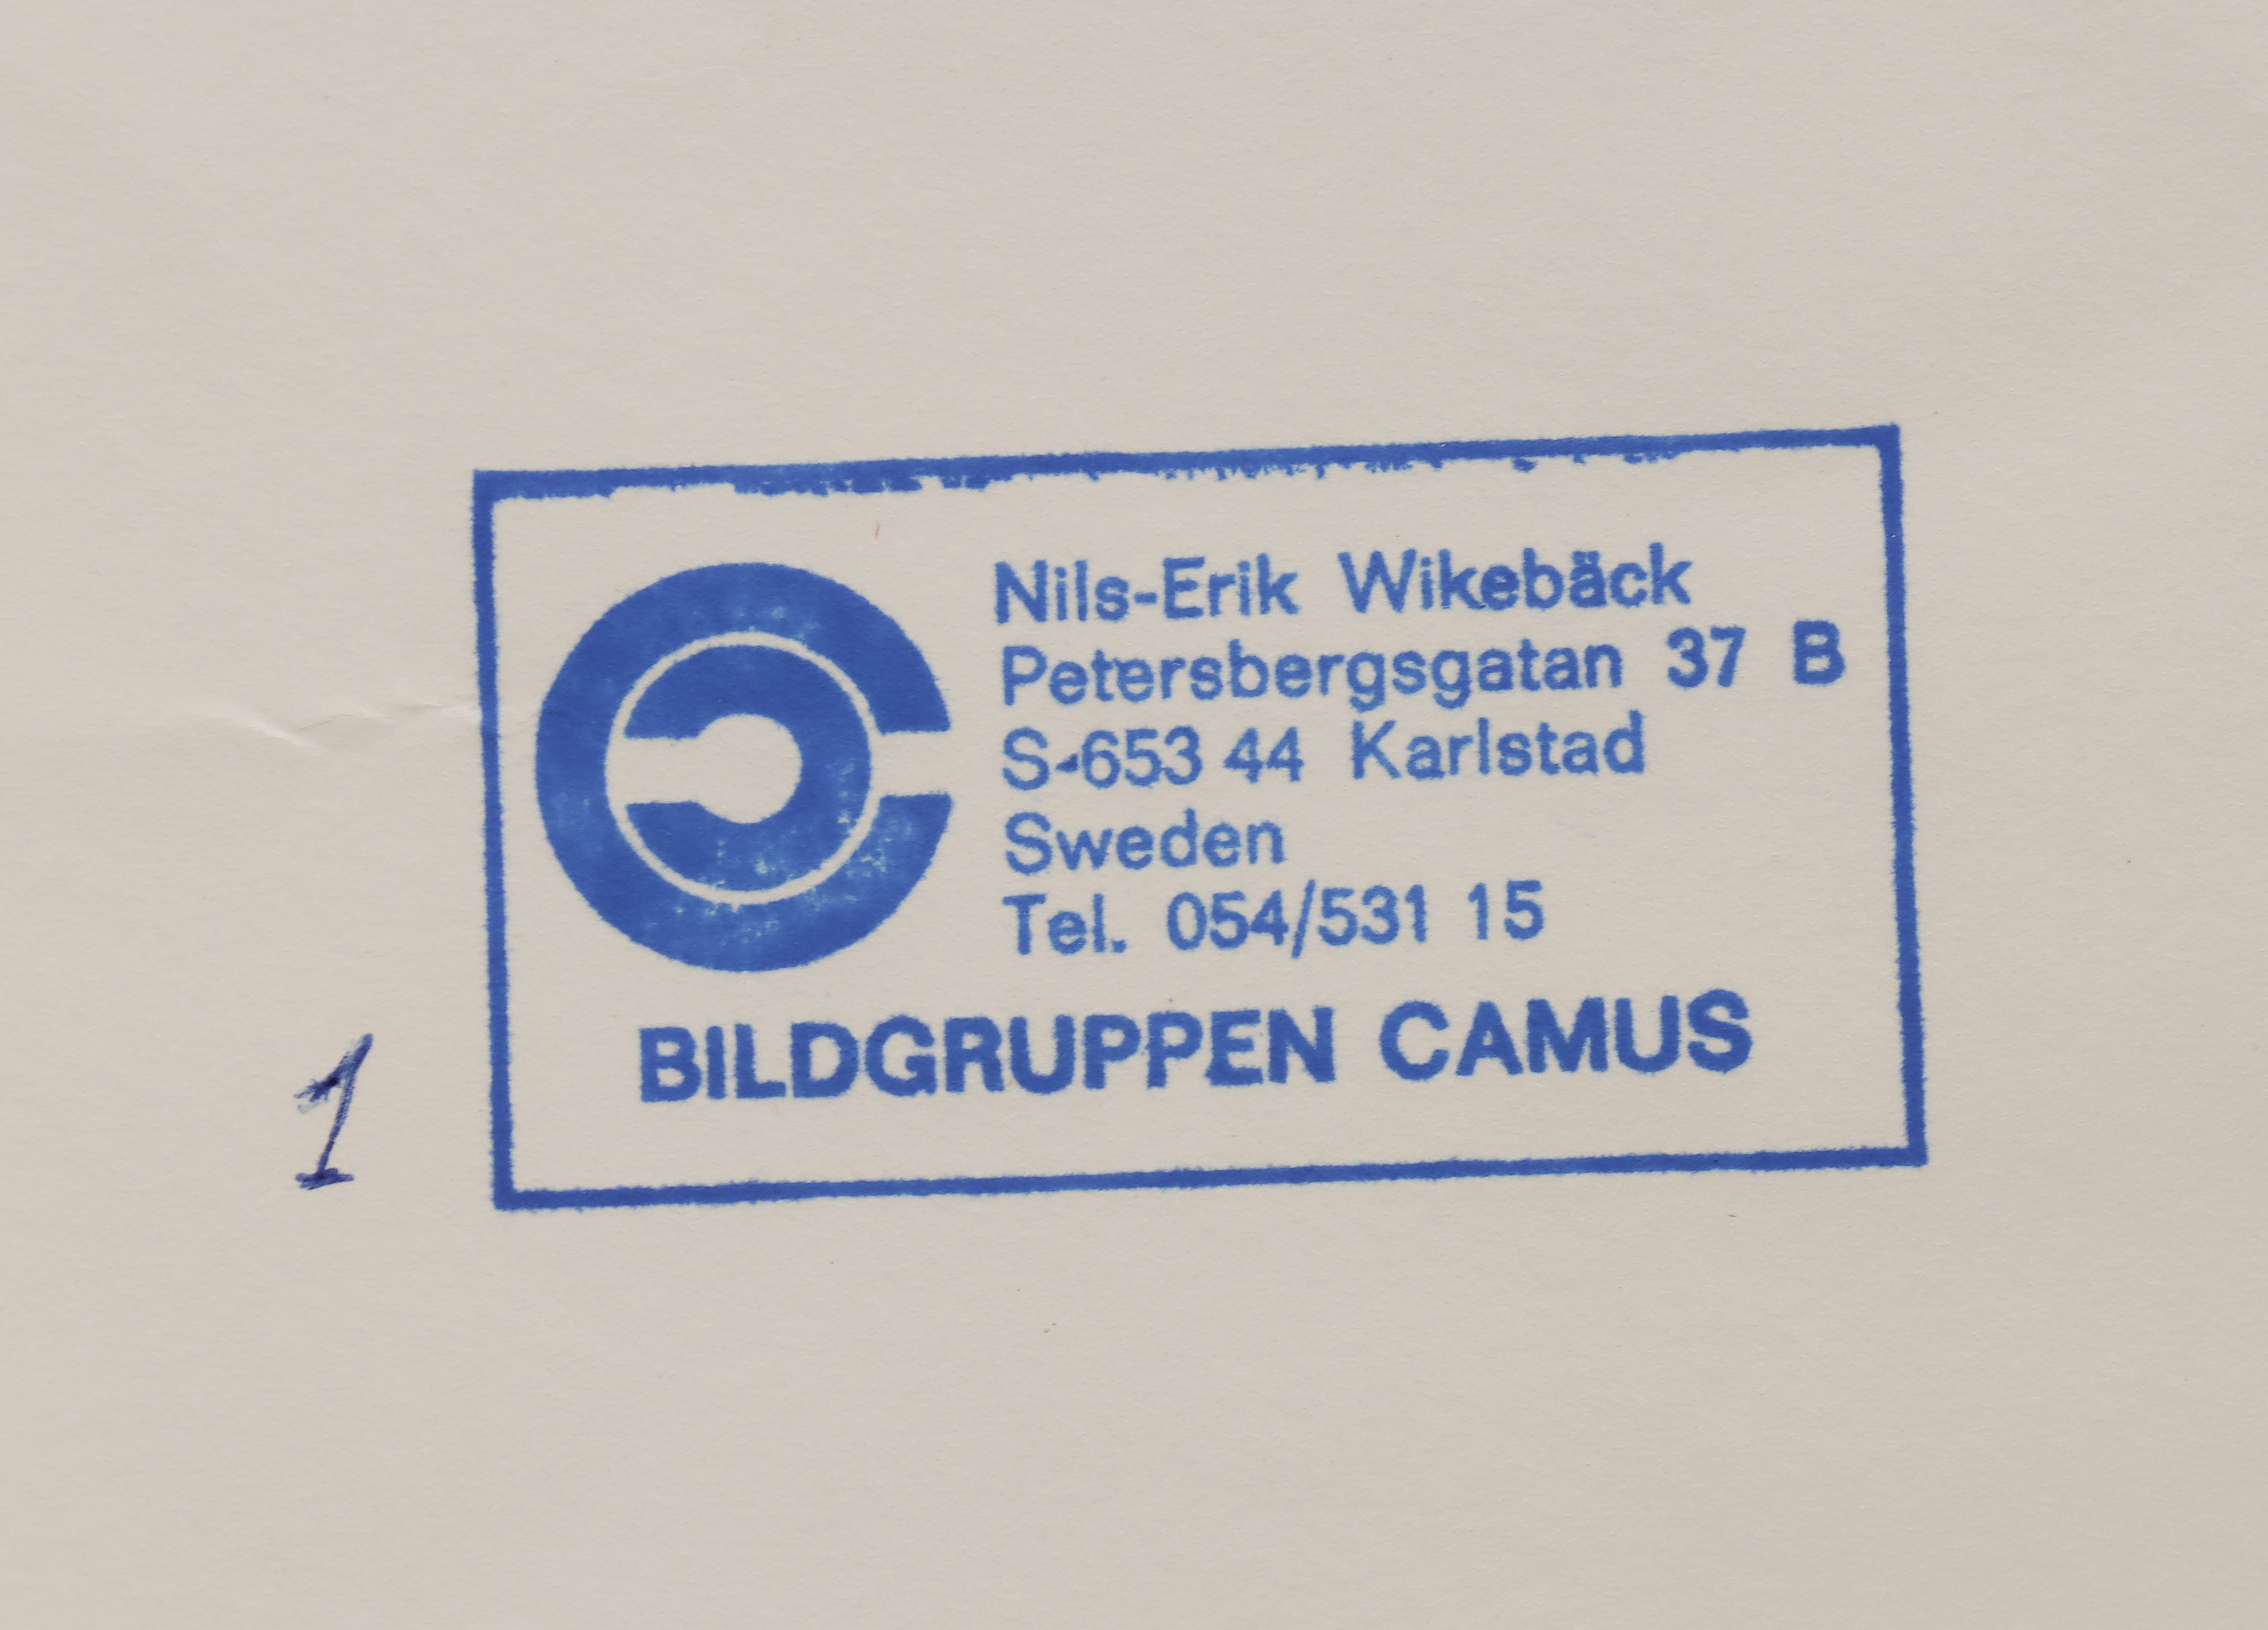 Nils-Erik Wikebäck
Petersbergsgatan 37 B
S-653 44 Karlstad
Sweden
Tel. 054/531 15
BILDGRUPPEN CAMUS
1